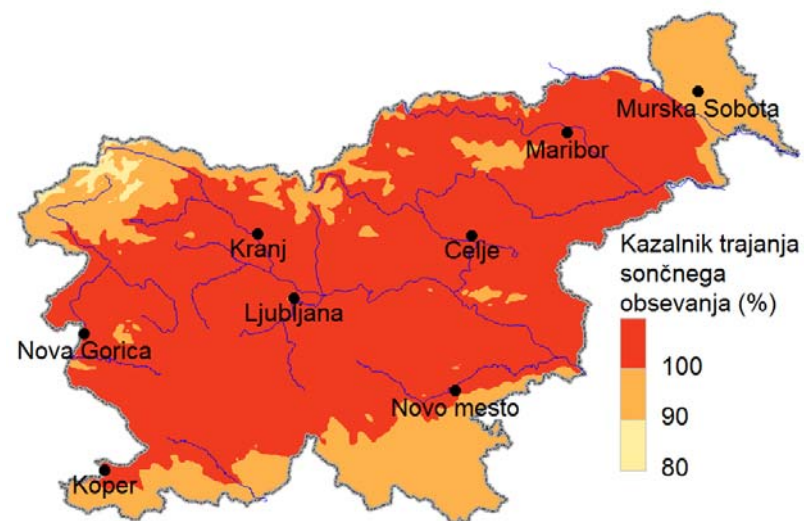 Murska Sobota
Maribor
Kranj
Celje
Kazalnik trajanja
sončnega
obsevanja (%)
Ljubljana
Nova Gorica
100
Novo mesto
90
80
Koper